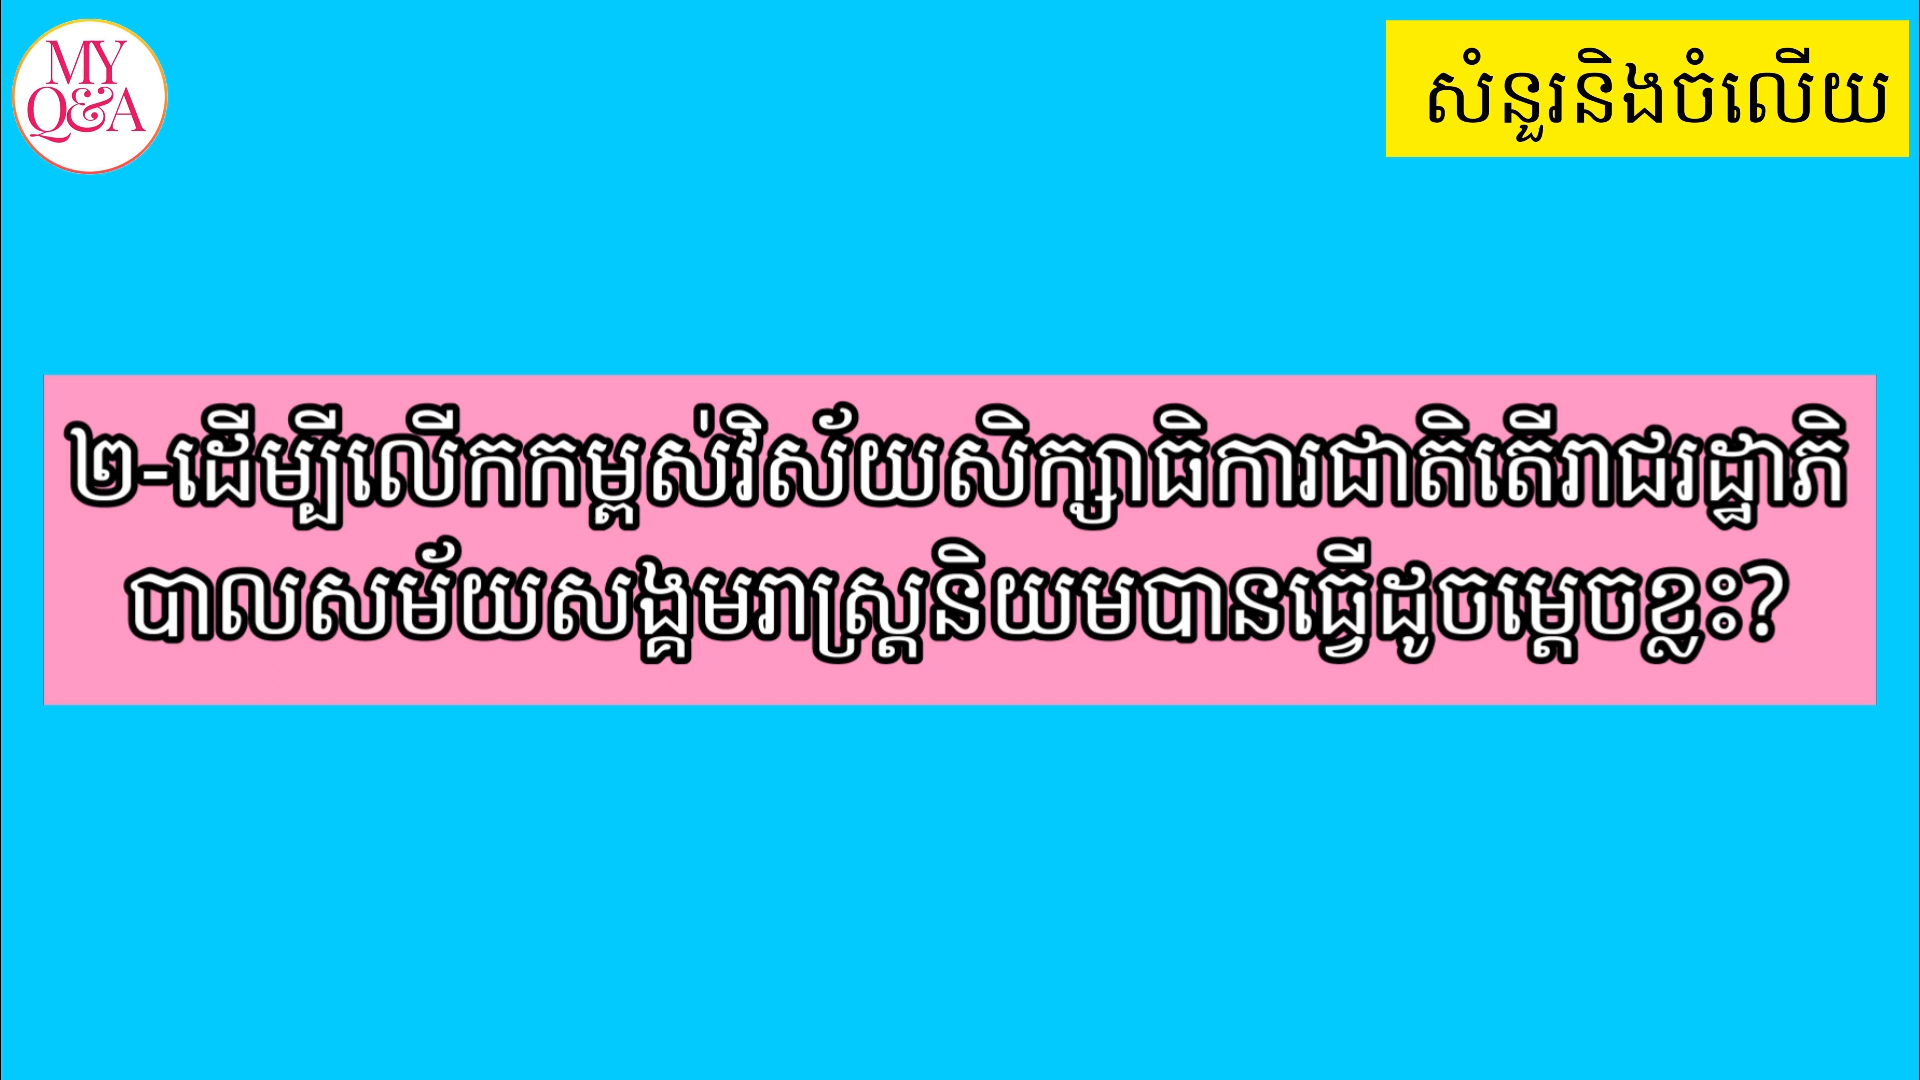 MY
Q&A
សំនួរនិងចំលើយ
២-ដើម្បីលើកកម្ពស់វិស័យសិក្សាធិការជាតិតើរាជរដ្ឋាភិ
បាលសម័យសង្គមរាស្ត្រនិយមបានធ្វើដូចម្ដេចខ្លះ?